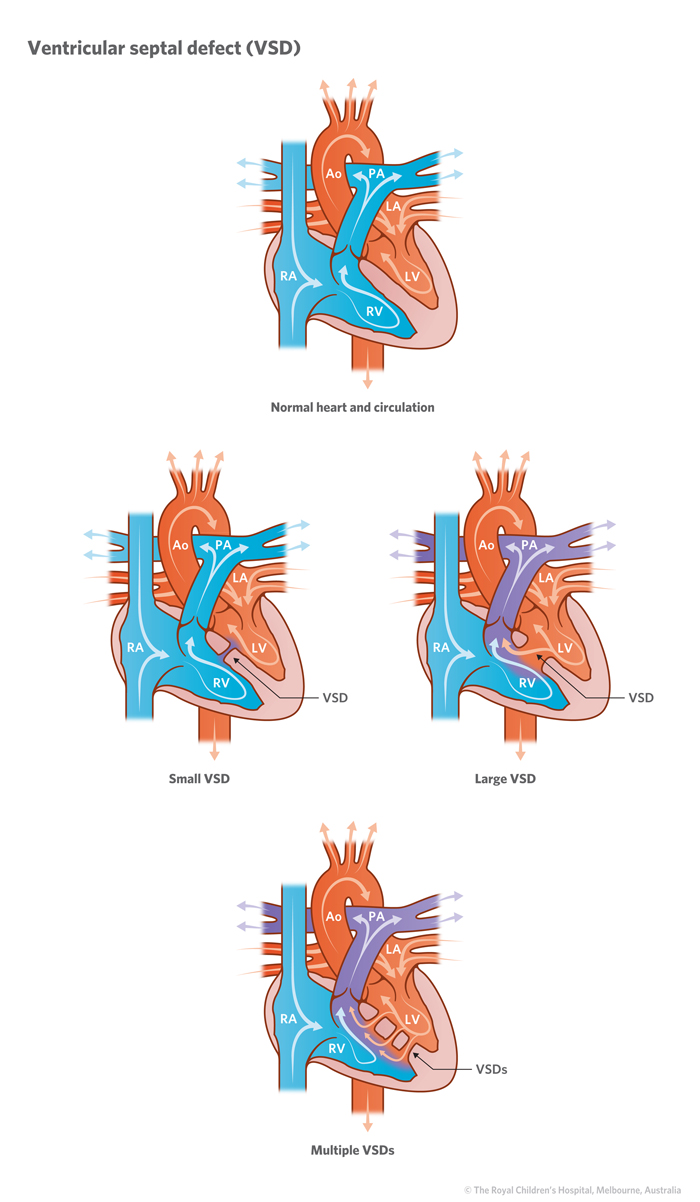 Ventricular septal defect (VSD)
Ao
PA
LA
RA
LV
RV
Normal heart and circulation
Ao
PA
LA
RA
LV
RV
VSD
Small VSD
Ao
PA
LA
RA
LV
RV
VSD
Large VSD
Ao
PA
LA
RA
LV
RV
VSDs
Multiple VSDs
© The Royal Children's Hospital, Melbourne, Australia